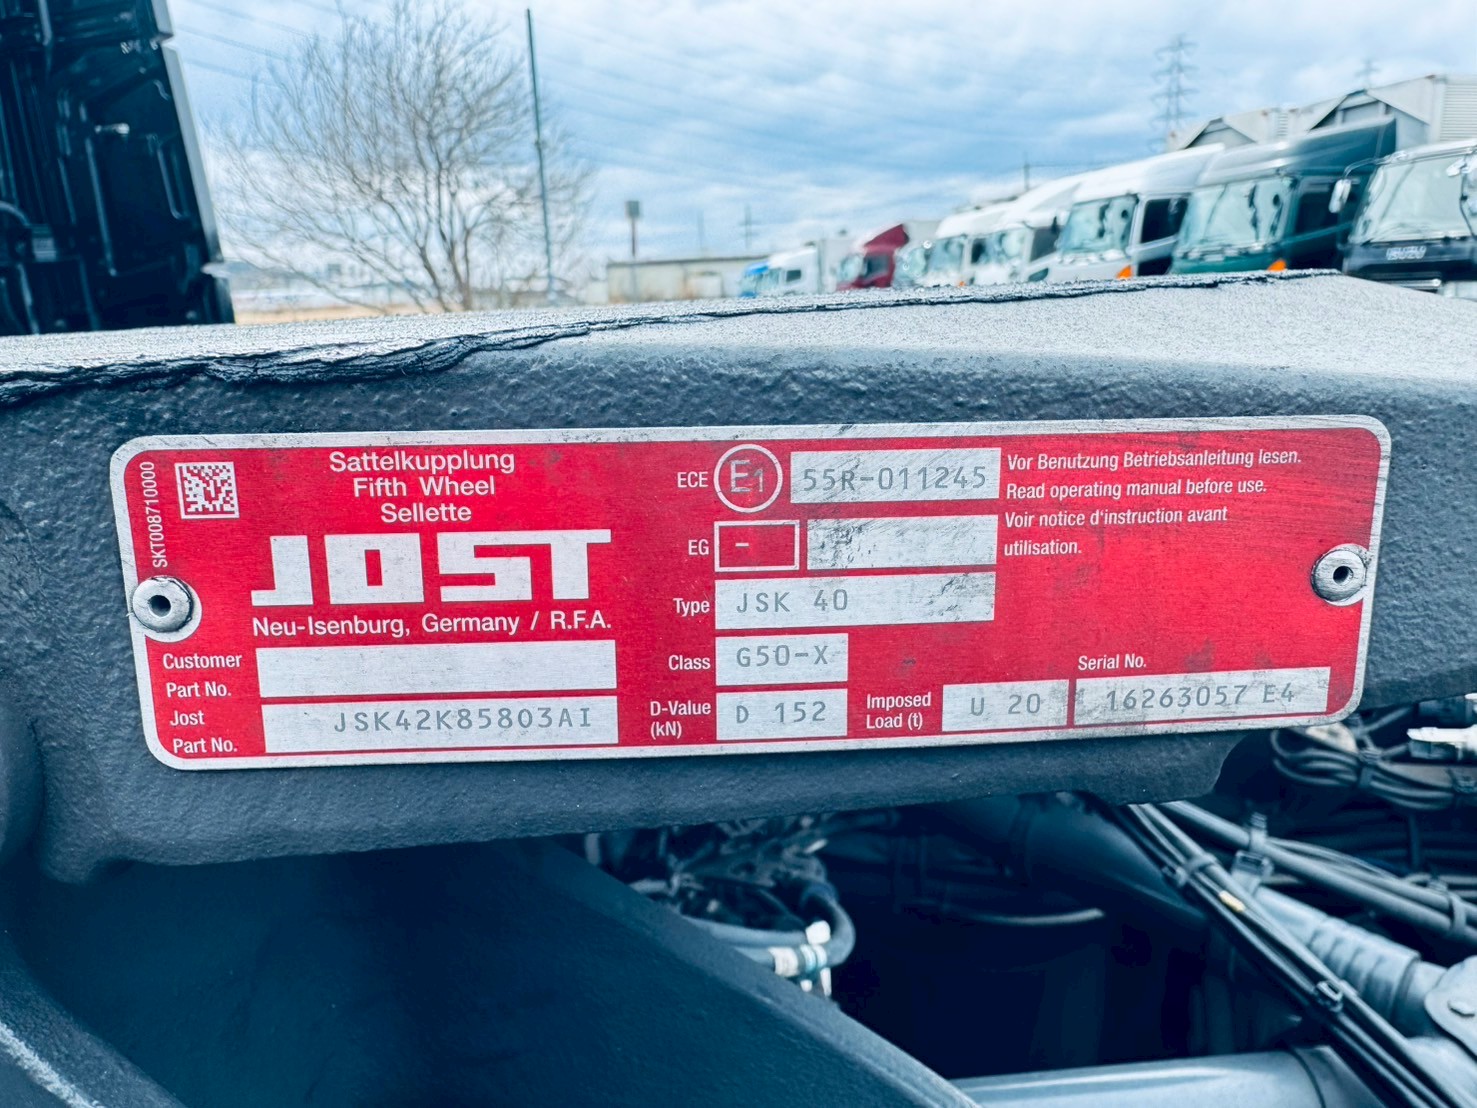 SKT008710000
Sattelkupplung
Fifth Wheel
Sellette
JOST
Neu-Isenburg, Germany / R.F.A.
Customer
Part No.
Jost
Part No.
JSK42K85803AI
ECE E1 55R-011245
EG -
Type JSK 40
Class G50-X
D-Value
(kN)
D 152
Imposed
Load (t)
U 20
Serial No.
16263057 E4
Vor Benutzung Betriebsanleitung lesen.
Read operating manual before use.
Voir notice d'instruction avant
utilisation.
ISUZU